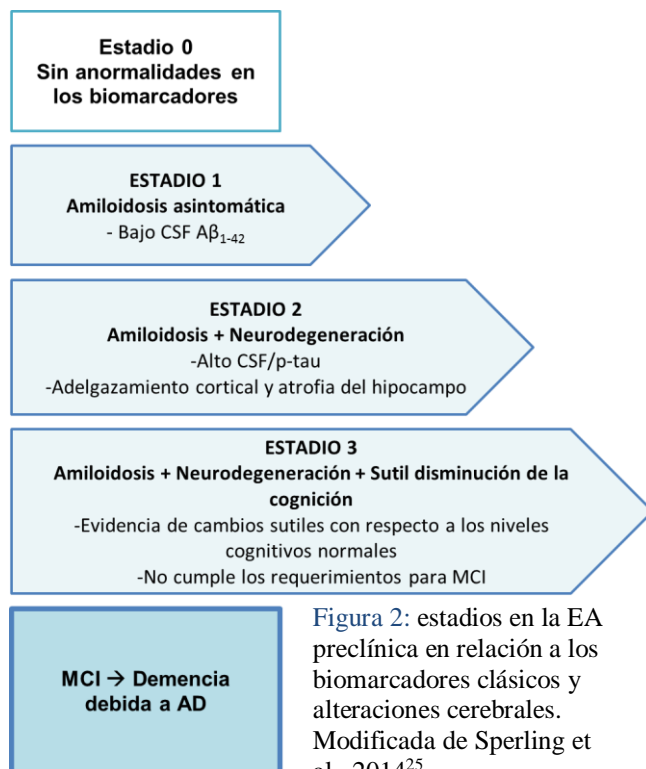 Estadio 0
Sin anormalidades en
los biomarcadores
ESTADIO 1
Amiloidosis asintomática
- Bajo CSF Aβ₁₋₄₂
ESTADIO 2
Amiloidosis + Neurodegeneración
-Alto CSF/p-tau
-Adelgazamiento cortical y atrofia del hipocampo
ESTADIO 3
Amiloidosis + Neurodegeneración + Sutil disminución de la
cognición
-Evidencia de cambios sutiles con respecto a los niveles
cognitivos normales
-No cumple los requerimientos para MCI
MCI → Demencia
debida a AD
Figura 2: estadios en la EA
preclínica en relación a los
biomarcadores clásicos y
alteraciones cerebrales.
Modificada de Sperling et
al., 2014²⁵